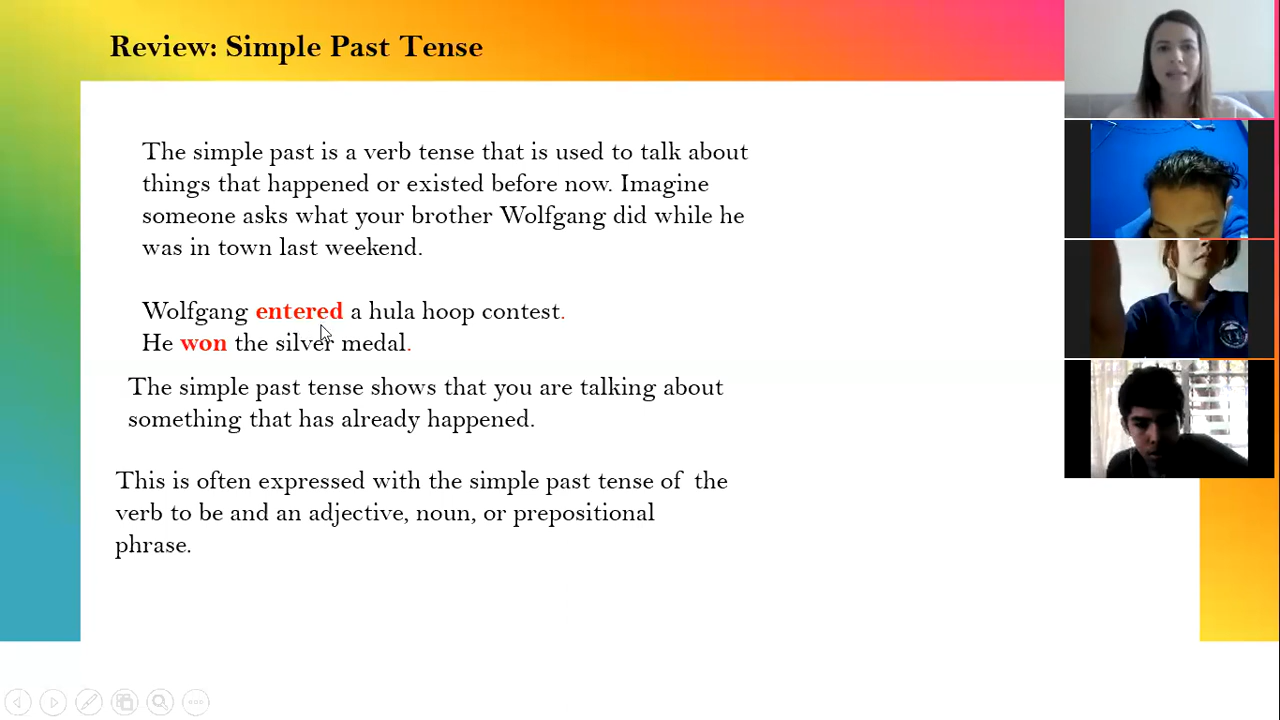 Review: Simple Past Tense
The simple past is a verb tense that is used to talk about
things that happened or existed before now. Imagine
someone asks what your brother Wolfgang did while he
was in town last weekend.
Wolfgang entered a hula hoop contest.
He won the silver medal.
The simple past tense shows that you are talking about
something that has already happened.
This is often expressed with the simple past tense of the
verb to be and an adjective, noun, or prepositional
phrase.